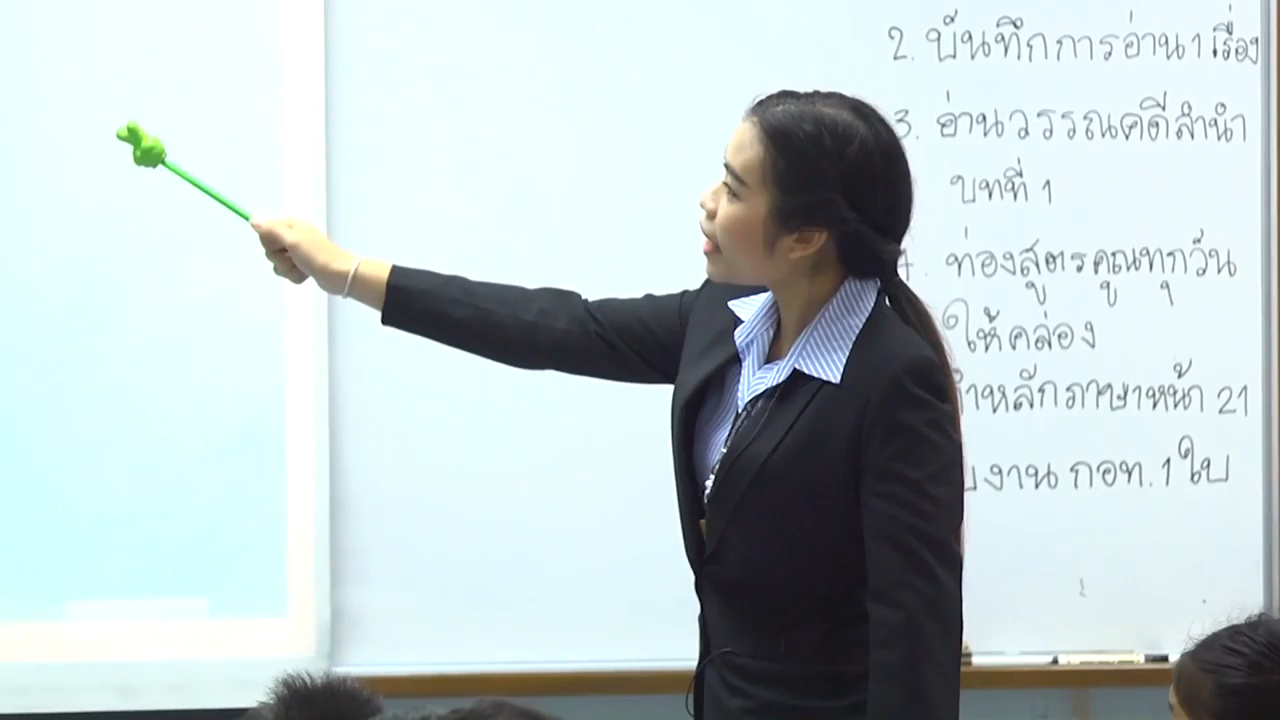 2. บันทึกการอ่าน 1 เรื่อง
3. อ่านวรรณคดีลำนำ
บทที่ 1
ท่องสูตรคูณทุกวัน
ให้คล่อง
หลักภาษาหน้า 21
งาน กอท. 1 ใบ